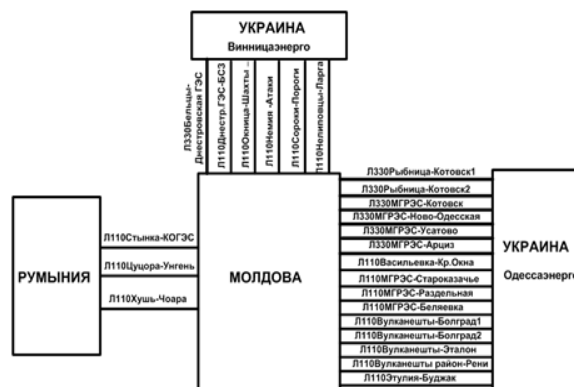 УКРАИНА
Винницаэнерго
Л330Бельцы-
Днестровская ГЭС
Л110Днестр.ГЭС-БСЗ
Л110Окница-Шахты ..
Л110Немия -Атаки
Л110Сороки-Пороги
Л110Нелиповцы-Ларга
РУМЫНИЯ
Л110Стынка-КОГЭС
Л110Цуцора-Унгень
Л110Хушь-Чоара
МОЛДОВА
Л330Рыбница-Котовск1
Л330Рыбница-Котовск2
Л330МГРЭС-Котовск
Л330МГРЭС-Ново-Одесская
Л330МГРЭС-Усатово
Л330МГРЭС-Арциз
Л110Васильевка-Кр.Окна
Л110МГРЭС-Староказачье
Л110МГРЭС-Раздельная
Л110МГРЭС-Беляевка
Л110Вулканешты-Болград1
Л110Вулканешты-Болград2
Л110Вулканешты-Эталон
Л110Вулканешты район-Рени
Л110Этулия-Буджак
УКРАИНА
Одессаэнерго